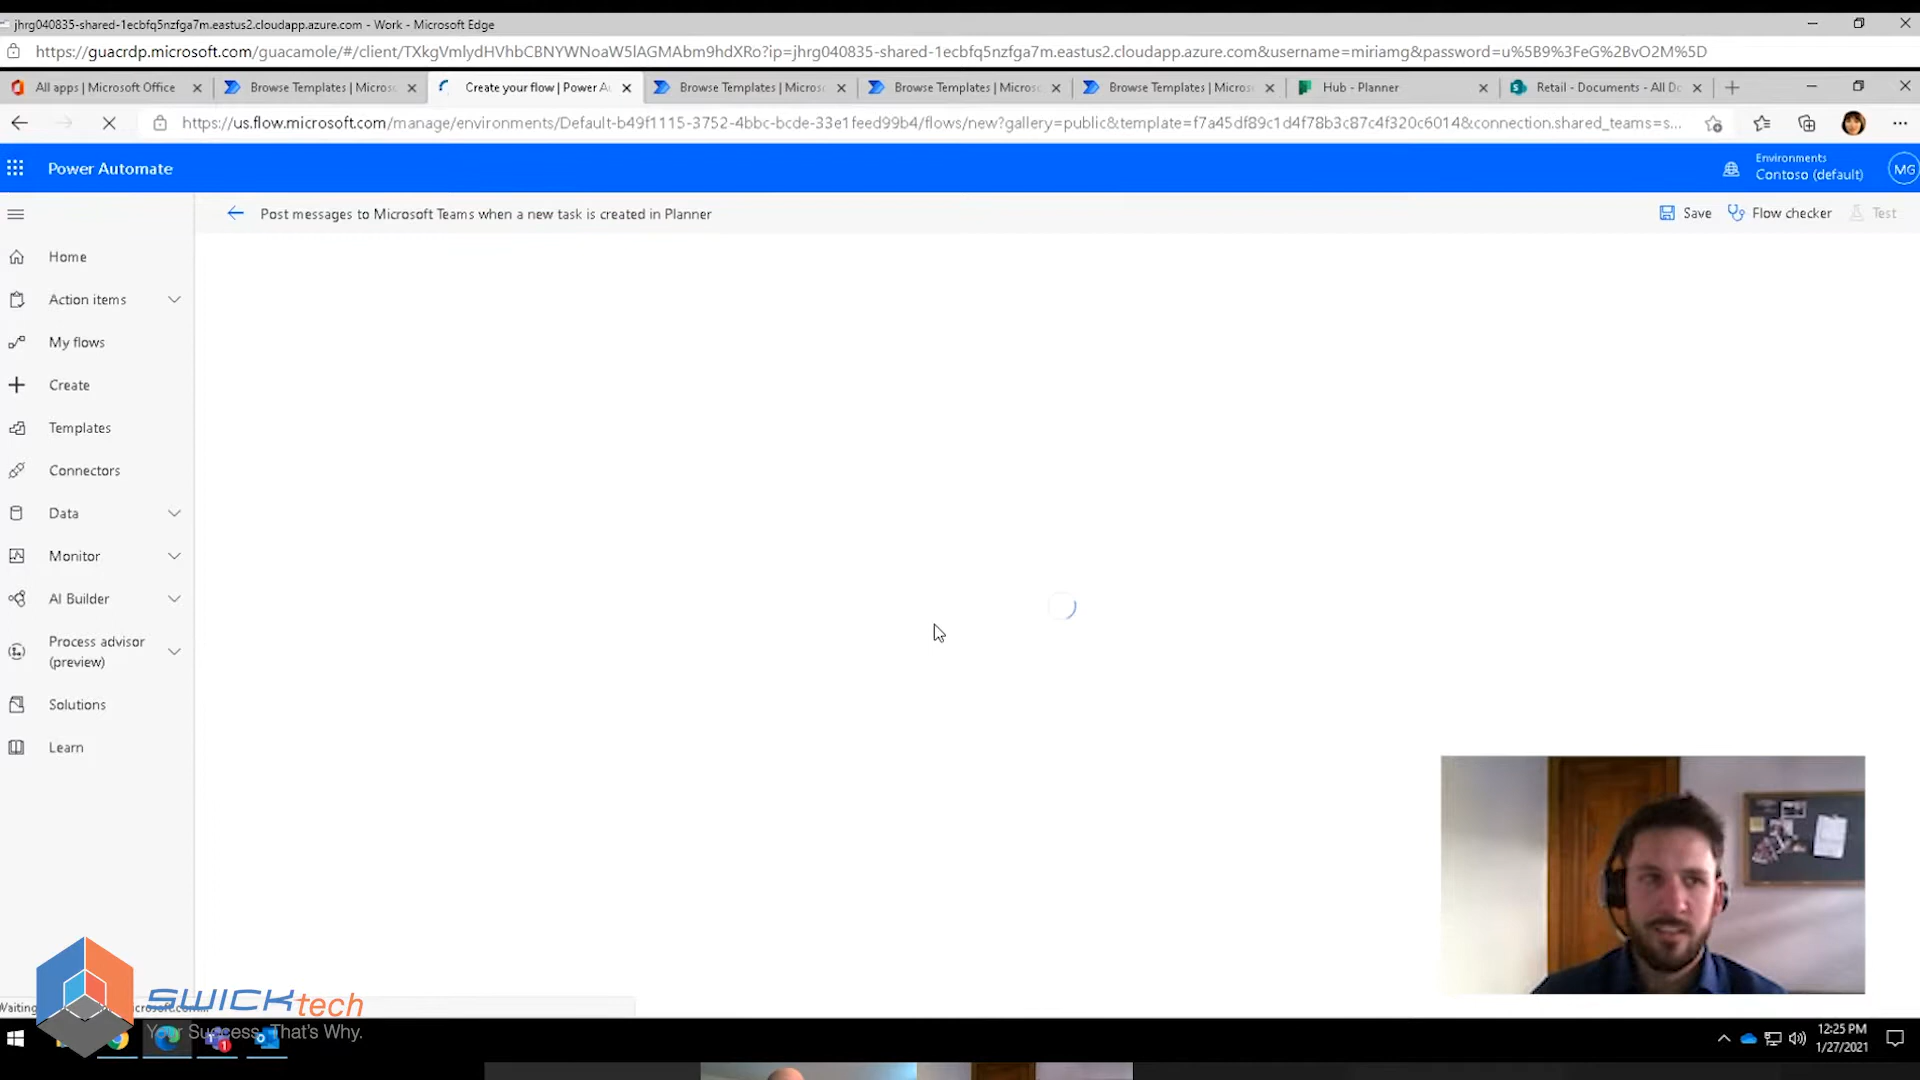 jhrg040835-shared-1ecbfq5nzfga7m.eastus2.cloudapp.azure.com - Work - Microsoft Edge
https://guacrdp.microsoft.com/guacamole/#/client/TXkgVmlydHVhbCBNYWNoaW5lAGMAbm9hdXRo?ip=jhrg040835-shared-1ecbfq5nzfga7m.eastus2.cloudapp.azure.com&username=miriamg&password=u%5B9%3FeG%2BvO2M%5D
All apps | Microsoft Office
Browse Templates | Micros
Create your flow | Power A
Browse Templates | Micros
Browse Templates | Micros
Browse Templates | Micros
Hub - Planner
Retail - Documents - All Do
https://us.flow.microsoft.com/manage/environments/Default-b49f1115-3752-4bbc-bcde-33e1feed99b4/flows/new?gallery=public&template=f7a45df89c1d4f78b3c87c4f320c6014&connection.shared_teams=s...
Power Automate
Environments
Contoso (default)
MG
Post messages to Microsoft Teams when a new task is created in Planner
Save
Flow checker
Test
Home
Action items
My flows
Create
Templates
Connectors
Data
Monitor
AI Builder
Process advisor
(preview)
Solutions
Learn
Waiting
SWICKtech
Your Success. That's Why.
1
12:25 PM
1/27/2021